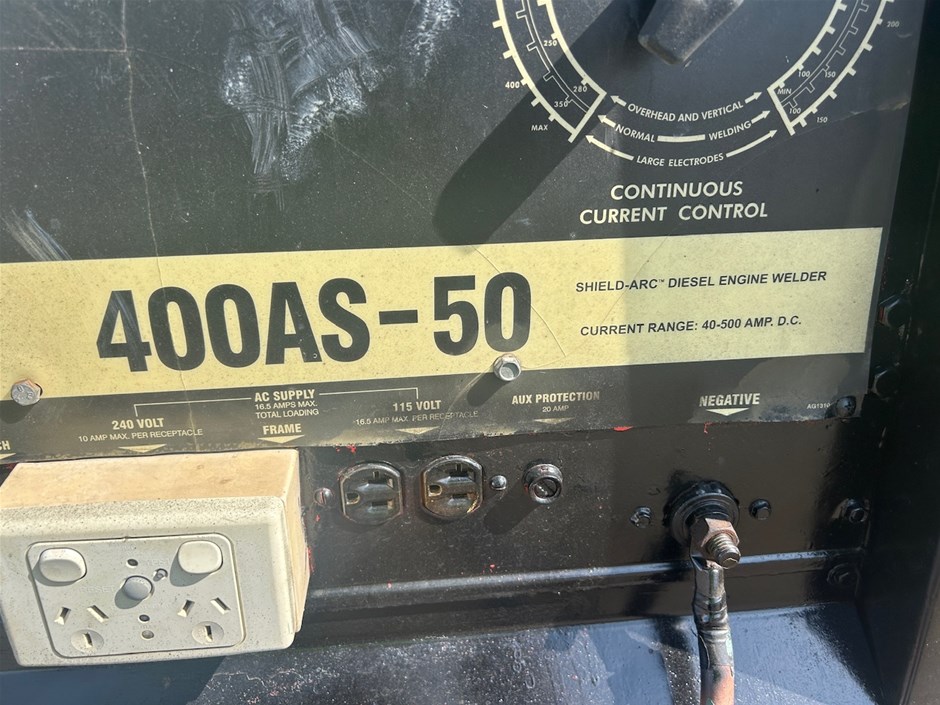 250
280
400
350
MAX
200
100
150
MIN
100
150
OVERHEAD AND VERTICAL
NORMAL WELDING
LARGE ELECTRODES
CONTINUOUS
CURRENT CONTROL
400AS-50
SHIELD-ARC™ DIESEL ENGINE WELDER
CURRENT RANGE: 40-500 AMP. D.C.
AC SUPPLY
16.5 AMPS MAX.
TOTAL LOADING
240 VOLT
10 AMP MAX. PER RECEPTACLE
FRAME
115 VOLT
16.5 AMP. MAX. PER RECEPTACLE
AUX PROTECTION
20 AMP
NEGATIVE
CH